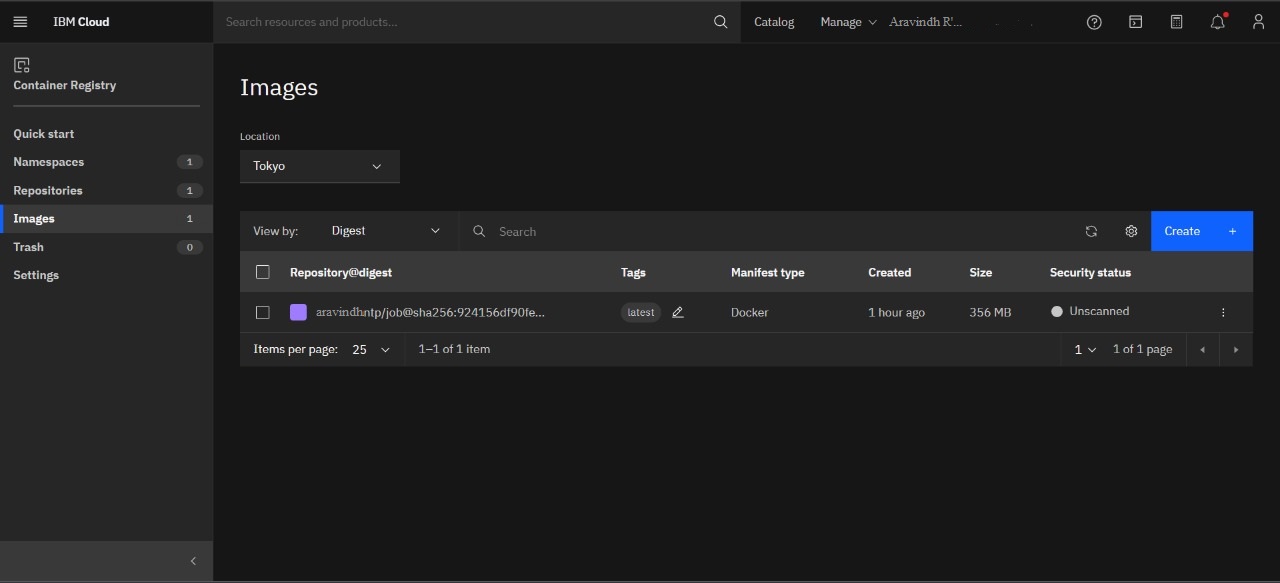 IBM Cloud
Search resources and products...
Catalog
Manage
Aravindh R'...
Container Registry
Quick start
Namespaces 1
Repositories 1
Images 1
Trash 0
Settings
Images
Location
Tokyo
View by: Digest
Search
Create +
Repository@digest Tags Manifest type Created Size Security status
aravindhntp/job@sha256:924156df90fe... latest Docker 1 hour ago 356 MB Unscanned
Items per page: 25 1–1 of 1 item 1 1 of 1 page